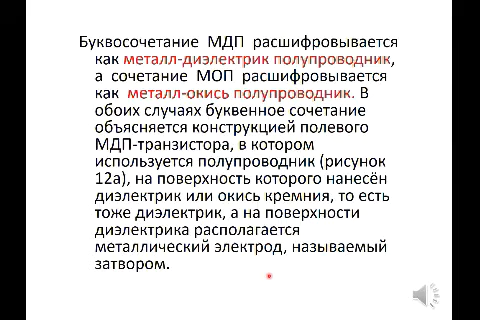 Буквосочетание МДП расшифровывается
как металл-диэлектрик полупроводник,
а сочетание МОП расшифровывается
как металл-окись полупроводник. В
обоих случаях буквенное сочетание
объясняется конструкцией полевого
МДП-транзистора, в котором
используется полупроводник (рисунок
12а), на поверхность которого нанесён
диэлектрик или окись кремния, то есть
тоже диэлектрик, а на поверхности
диэлектрика располагается
металлический электрод, называемый
затвором.